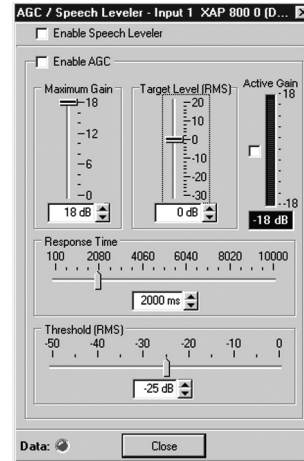 AGC / Speech Leveler - Input 1 XAP 800 0 (D...
Enable Speech Leveler
Enable AGC
Maximum Gain
18
-12
-6
-0
18 dB
Target Level (RMS)
20
10
0
-10
-20
-30
0 dB
Active Gain
18
-18
-18 dB
Response Time
100 2080 4060 6040 8020 10000
2000 ms
Threshold (RMS)
-50 -40 -30 -20 -10 0
-25 dB
Data:
Close